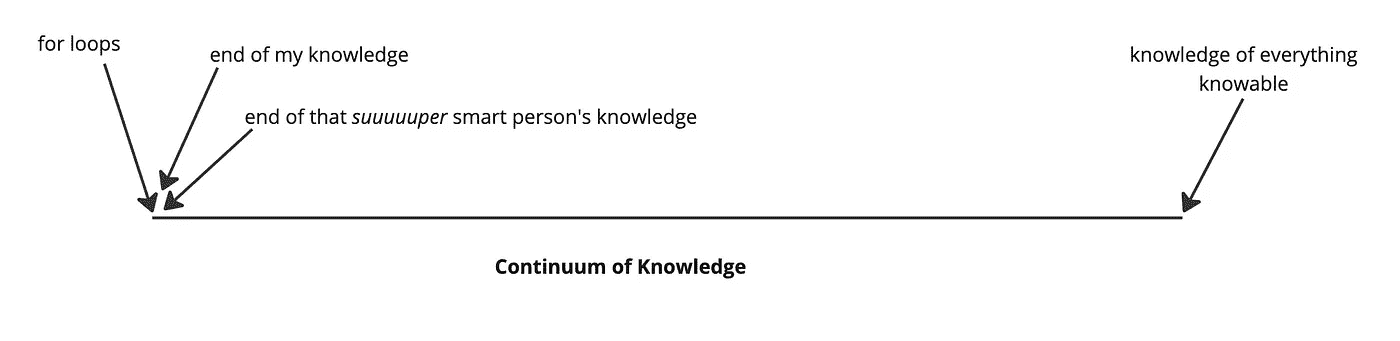 for loops
end of my knowledge
end of that suuuuuper smart person's knowledge
knowledge of everything
knowable
Continuum of Knowledge